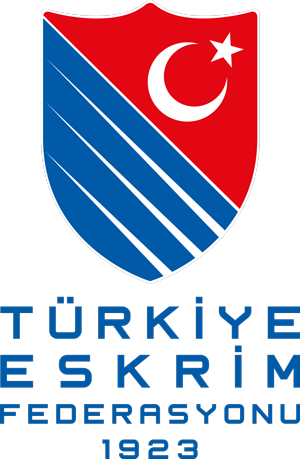 TÜRKİYE
ESKRİM
FEDERASYONU
1923